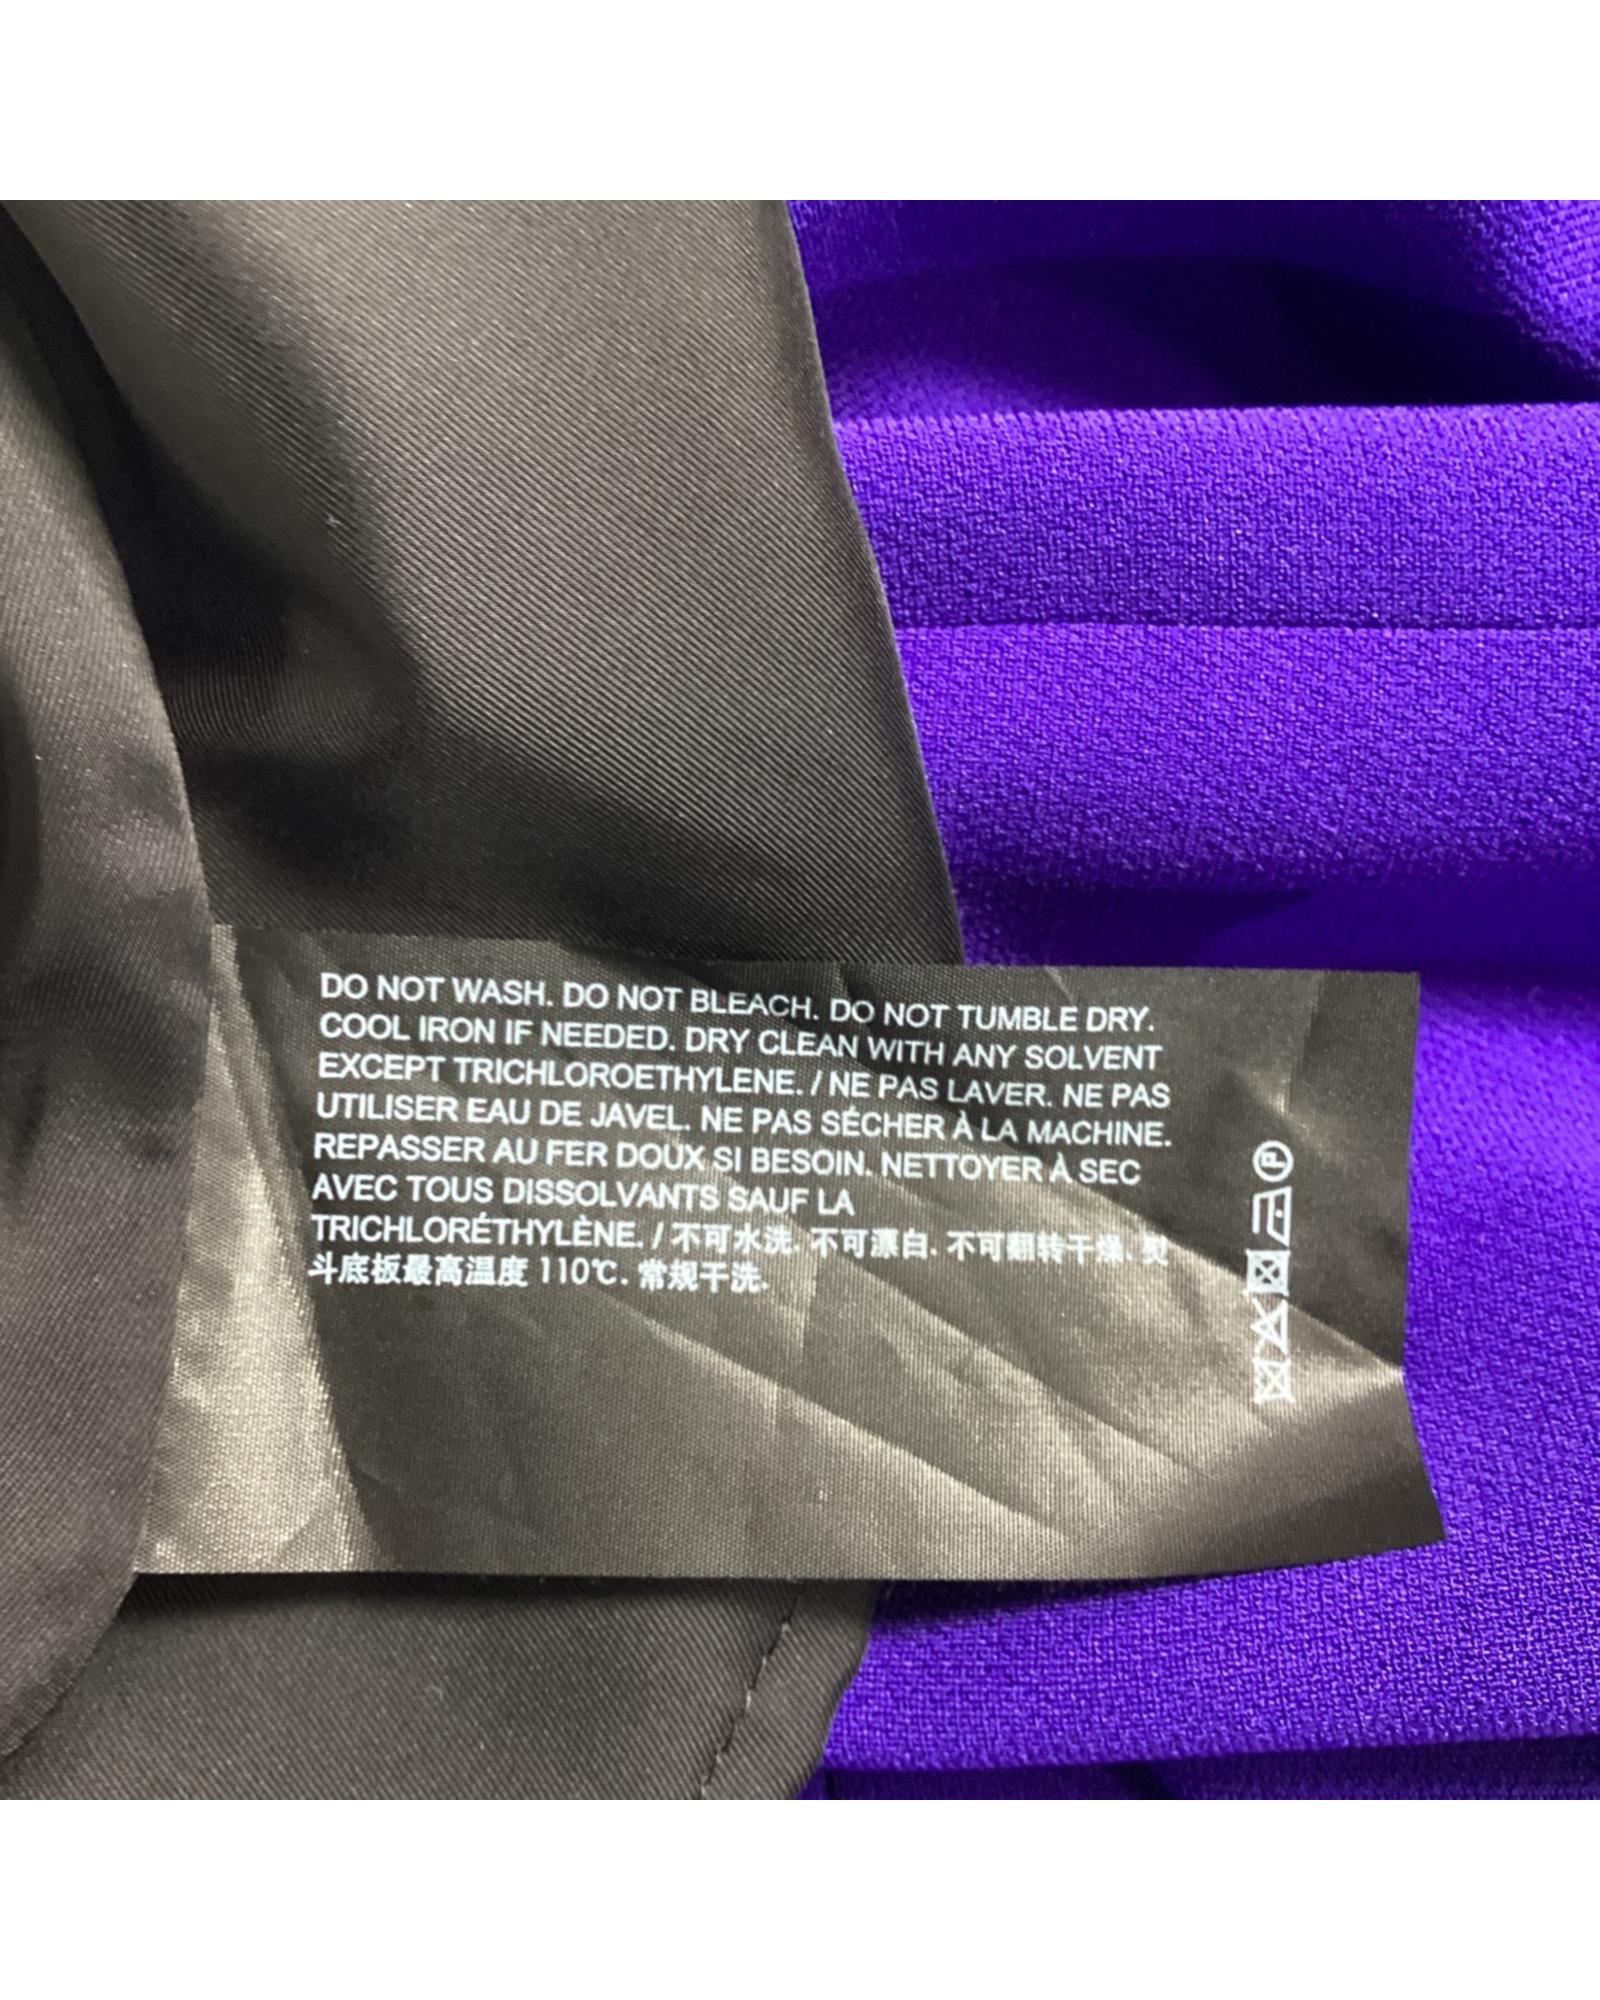 DO NOT WASH. DO NOT BLEACH. DO NOT TUMBLE DRY.
COOL IRON IF NEEDED. DRY CLEAN WITH ANY SOLVENT
EXCEPT TRICHLOROETHYLENE. / NE PAS LAVER. NE PAS
UTILISER EAU DE JAVEL. NE PAS SÉCHER À LA MACHINE.
REPASSER AU FER DOUX SI BESOIN. NETTOYER À SEC
AVEC TOUS DISSOLVANTS SAUF LA
TRICHLORÉTHYLÈNE. / 不可水洗. 不可漂白. 不可翻转干燥. 熨
斗底板最高温度 110℃. 常规干洗.
P